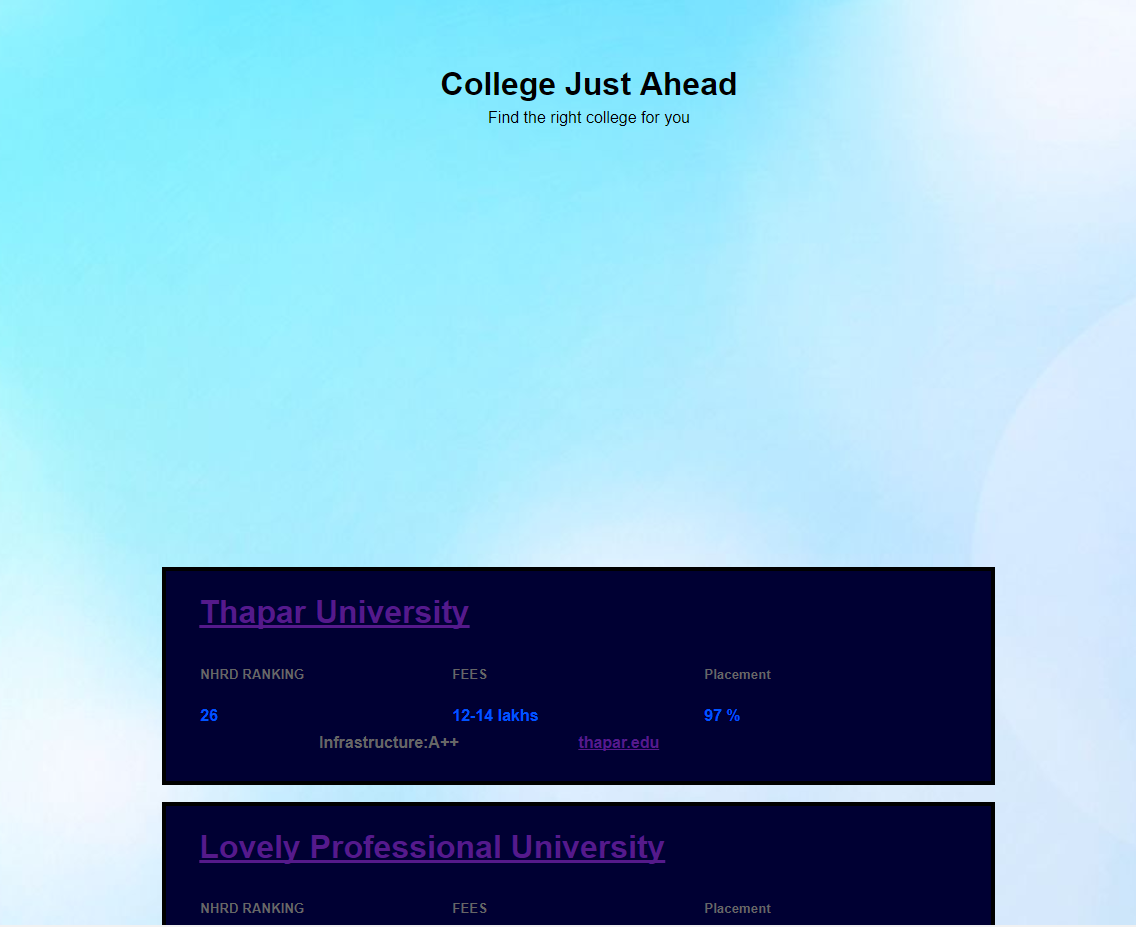 College Just Ahead
Find the right college for you
Thapar University
NHRD RANKING FEES Placement
26 12-14 lakhs 97 %
Infrastructure:A++ thapar.edu
Lovely Professional University
NHRD RANKING FEES Placement